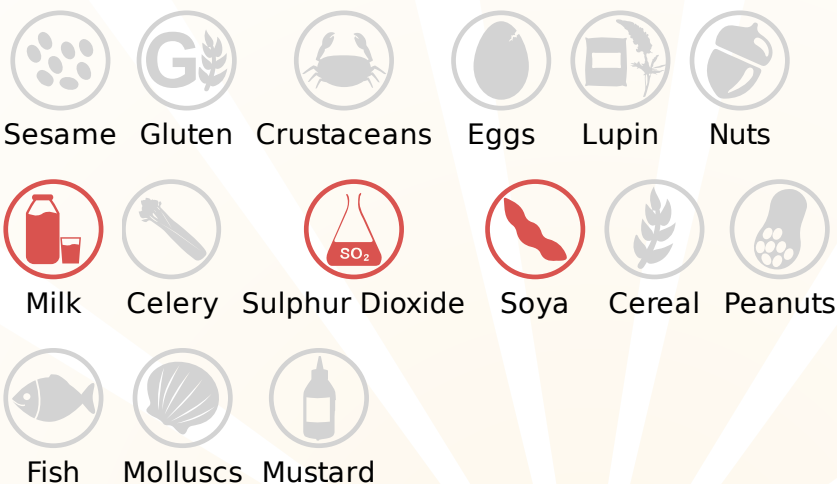 G
Sesame Gluten Crustaceans Eggs Lupin Nuts
SO₂
Milk Celery Sulphur Dioxide Soya Cereal Peanuts
Fish Molluscs Mustard